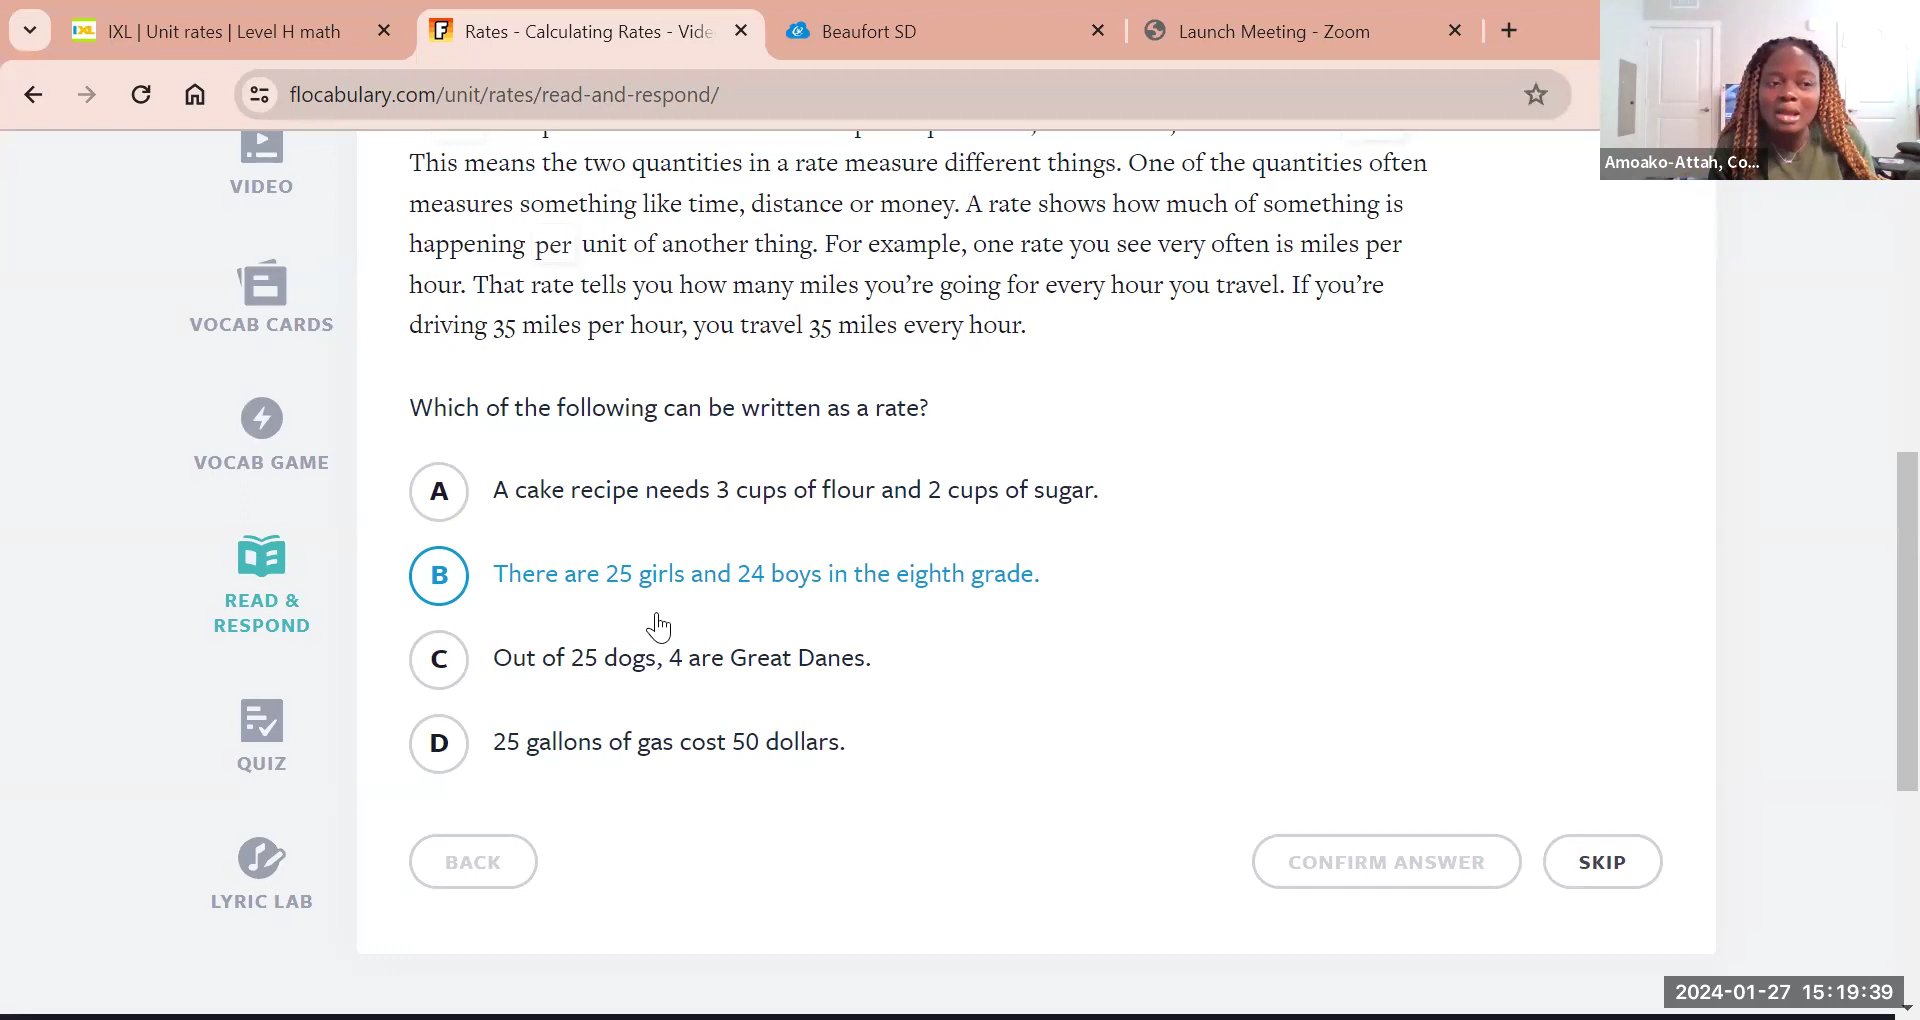 IXL | Unit rates | Level H math
Rates - Calculating Rates - Vide
Beaufort SD
Launch Meeting - Zoom
flocabulary.com/unit/rates/read-and-respond/
Amoako-Attah, Co...
This means the two quantities in a rate measure different things. One of the quantities often
measures something like time, distance or money. A rate shows how much of something is
happening per unit of another thing. For example, one rate you see very often is miles per
hour. That rate tells you how many miles you’re going for every hour you travel. If you’re
driving 35 miles per hour, you travel 35 miles every hour.
Which of the following can be written as a rate?
A A cake recipe needs 3 cups of flour and 2 cups of sugar.
B There are 25 girls and 24 boys in the eighth grade.
C Out of 25 dogs, 4 are Great Danes.
D 25 gallons of gas cost 50 dollars.
BACK
CONFIRM ANSWER
SKIP
VIDEO
VOCAB CARDS
VOCAB GAME
READ &
RESPOND
QUIZ
LYRIC LAB
2024-01-27 15:19:39